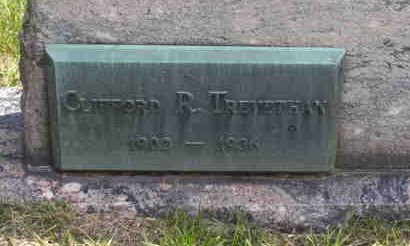 Clifford R. Trevethan
1902 — 1936